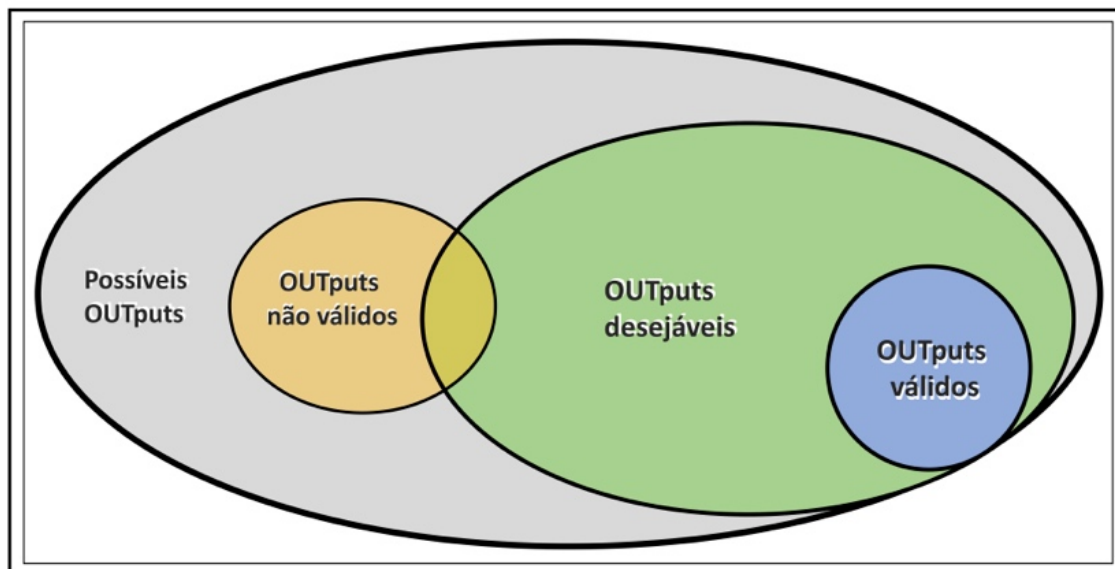 Possíveis
OUTputs
OUTputs
não válidos
OUTputs
desejáveis
OUTputs
válidos